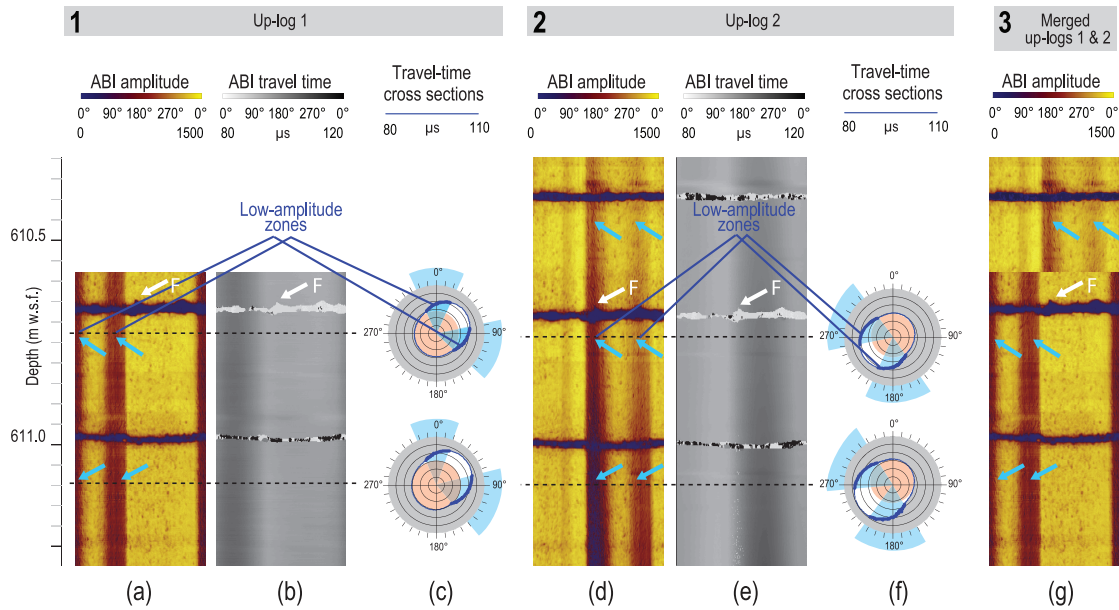 1 Up-log 1
2 Up-log 2
3 Merged
up-logs 1 & 2
ABI amplitude
0° 90° 180° 270° 0°
0 1500
ABI travel time
0° 90° 180° 270° 0°
80 µs 120
Travel-time
cross sections
80 µs 110
ABI amplitude
0° 90° 180° 270° 0°
0 1500
ABI travel time
0° 90° 180° 270° 0°
80 µs 120
Travel-time
cross sections
80 µs 110
ABI amplitude
0° 90° 180° 270° 0°
0 1500
Low-amplitude
zones
Low-amplitude
zones
Depth (m w.s.f.)
610.5
611.0
F
F
F
F
F
0°
90°
180°
270°
90°
180°
270°
0°
90°
180°
270°
90°
180°
270°
(a) (b) (c) (d) (e) (f) (g)